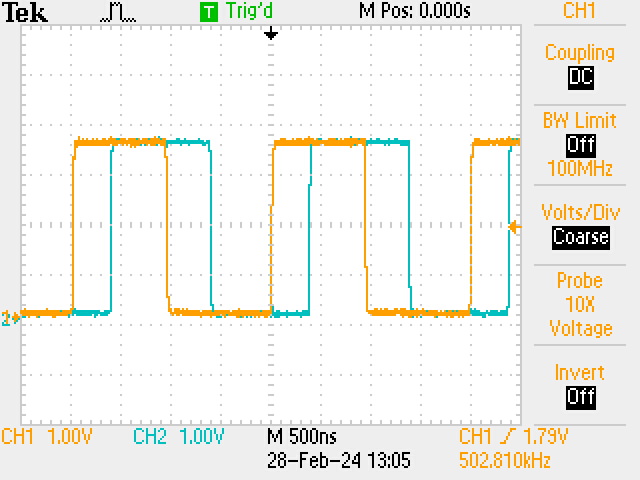 Tek T Trig'd M Pos: 0.000s CH1
Coupling
DC
BW Limit
Off
100MHz
Volts/Div
Coarse
Probe
10X
Voltage
Invert
Off
CH1 1.00V CH2 1.00V M 500ns CH1 1.79V
28-Feb-24 13:05 502.810kHz